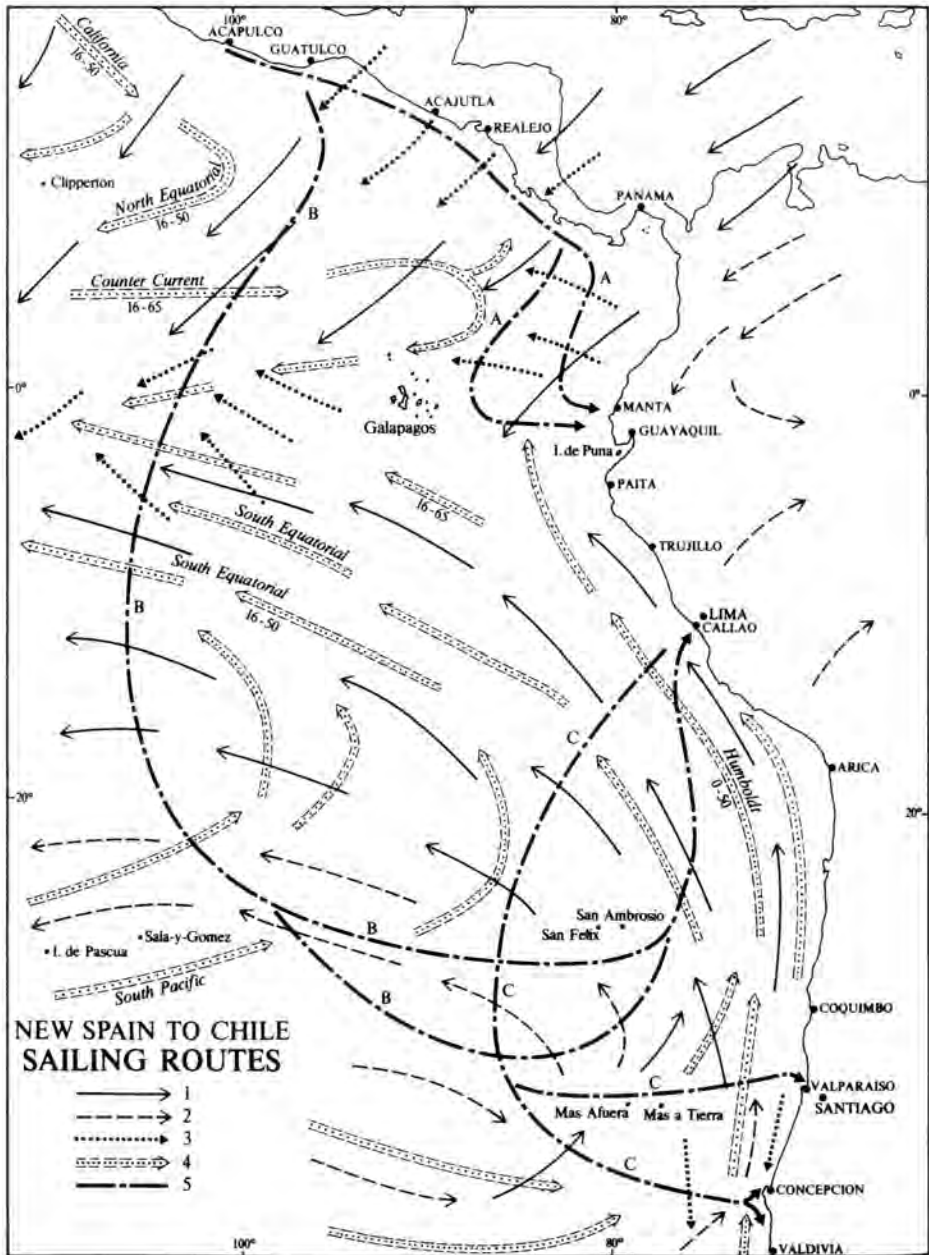 100°
80°
ACAPULCO
GUATULCO
California
16-50
ACAJUTLA
REALEJO
Clipperton
North Equatorial
16-50
PANAMA
B
Counter Current
16-65
A
A
0°
0°
Galapagos
MANTA
GUAYAQUIL
I. de Puna
PAITA
16-65
South Equatorial
TRUJILLO
South Equatorial
16-50
B
LIMA
CALLAO
C
Humboldt
0-50
ARICA
20°
20°
San Ambrosio
San Felix
B
Sala-y-Gomez
I. de Pascua
South Pacific
B
C
COQUIMBO
NEW SPAIN TO CHILE
SAILING ROUTES
1
2
3
4
5
C
VALPARAISO
SANTIAGO
Mas Afuera
Mas a Tierra
C
CONCEPCION
VALDIVIA
100°
80°